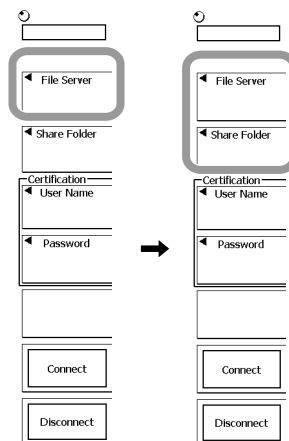 File Server
Share Folder
Certification
User Name
Password
Connect
Disconnect
File Server
Share Folder
Certification
User Name
Password
Connect
Disconnect